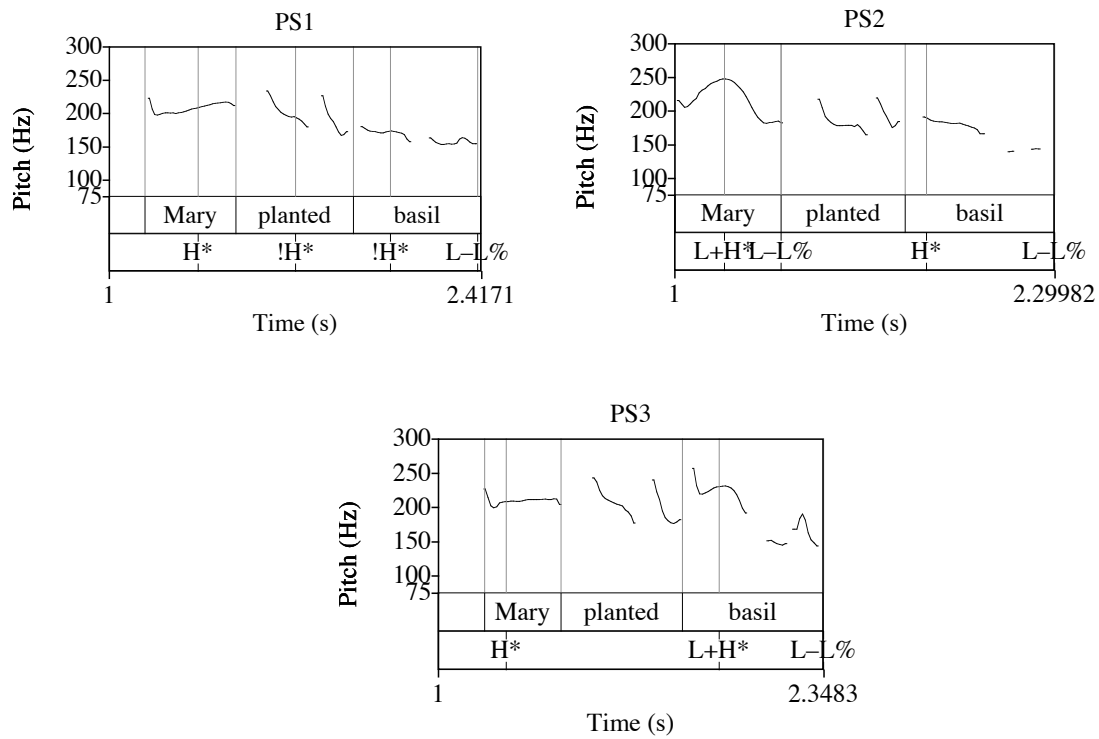 PS1
300
250
200
150
100
75
Pitch (Hz)
Mary planted basil
H* !H* !H* L–L%
1 2.4171
Time (s)
PS2
300
250
200
150
100
75
Pitch (Hz)
Mary planted basil
L+H* L–L% H* L–L%
1 2.29982
Time (s)
PS3
300
250
200
150
100
75
Pitch (Hz)
Mary planted basil
H* L+H* L–L%
1 2.3483
Time (s)